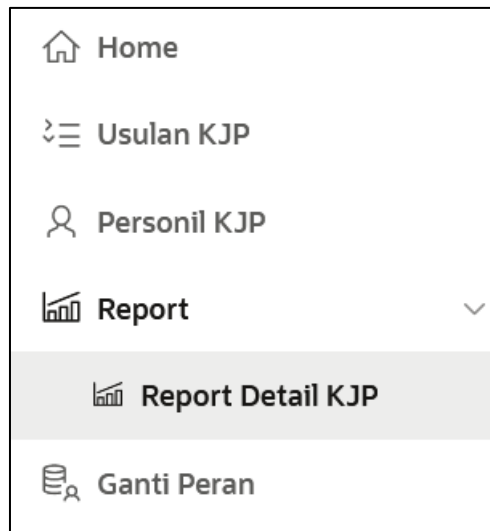 Home
Usulan KJP
Personil KJP
Report
Report Detail KJP
Ganti Peran